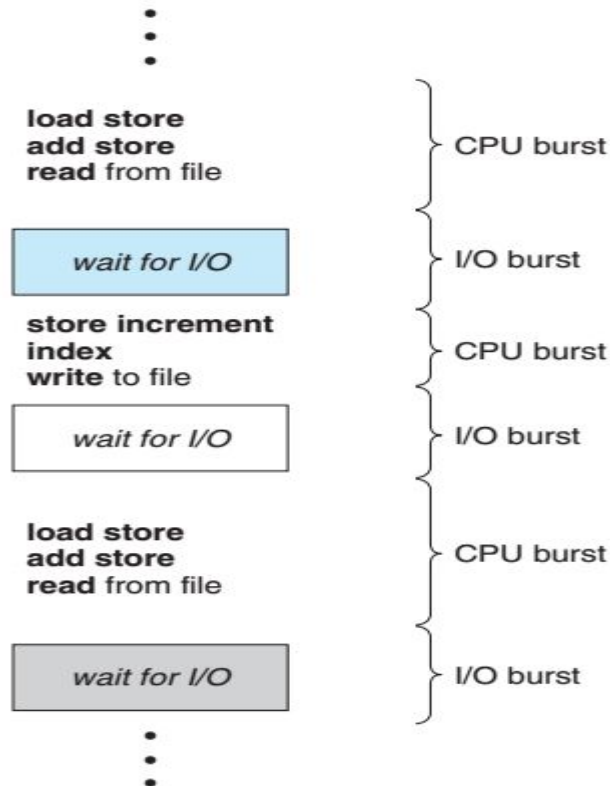 load store
add store
read from file
CPU burst
wait for I/O
I/O burst
store increment
index
write to file
CPU burst
wait for I/O
I/O burst
load store
add store
read from file
CPU burst
wait for I/O
I/O burst